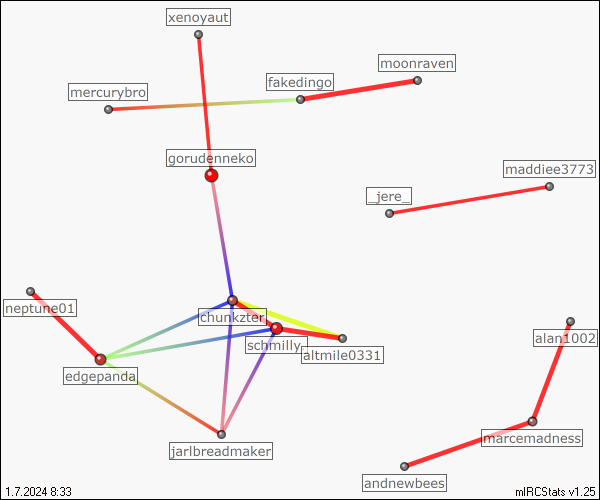 xenoyaut
moonraven
fakedingo
mercurybro
gorudenneko
maddiee3773
_jere_
neptune01
chunkzter
schmilly_
alan1002
altmile0331
edgepanda
marcemadness
jarlbreadmaker
andnewbees
1.7.2024 8:33
mIRCStats v1.25